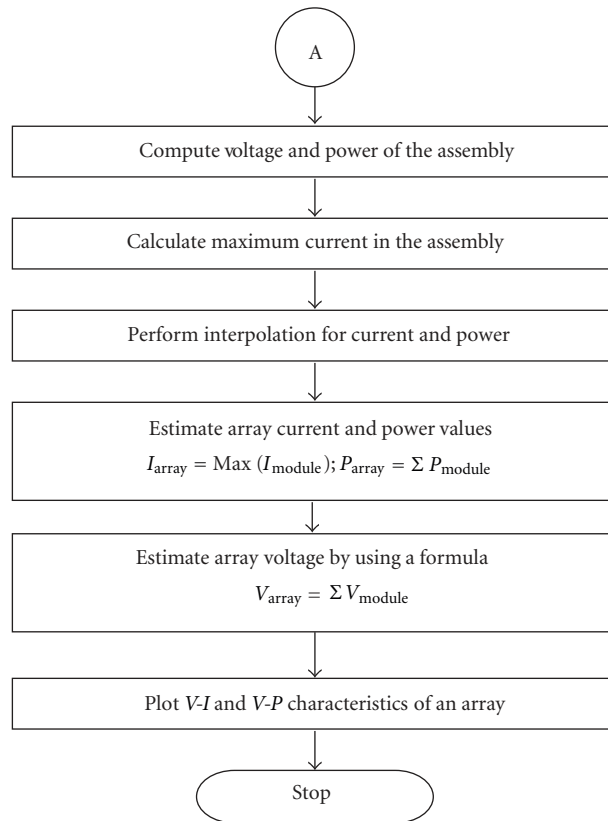 A
Compute voltage and power of the assembly
Calculate maximum current in the assembly
Perform interpolation for current and power
Estimate array current and power values
I_array = Max (I_module); P_array = Σ P_module
Estimate array voltage by using a formula
V_array = Σ V_module
Plot V-I and V-P characteristics of an array
Stop